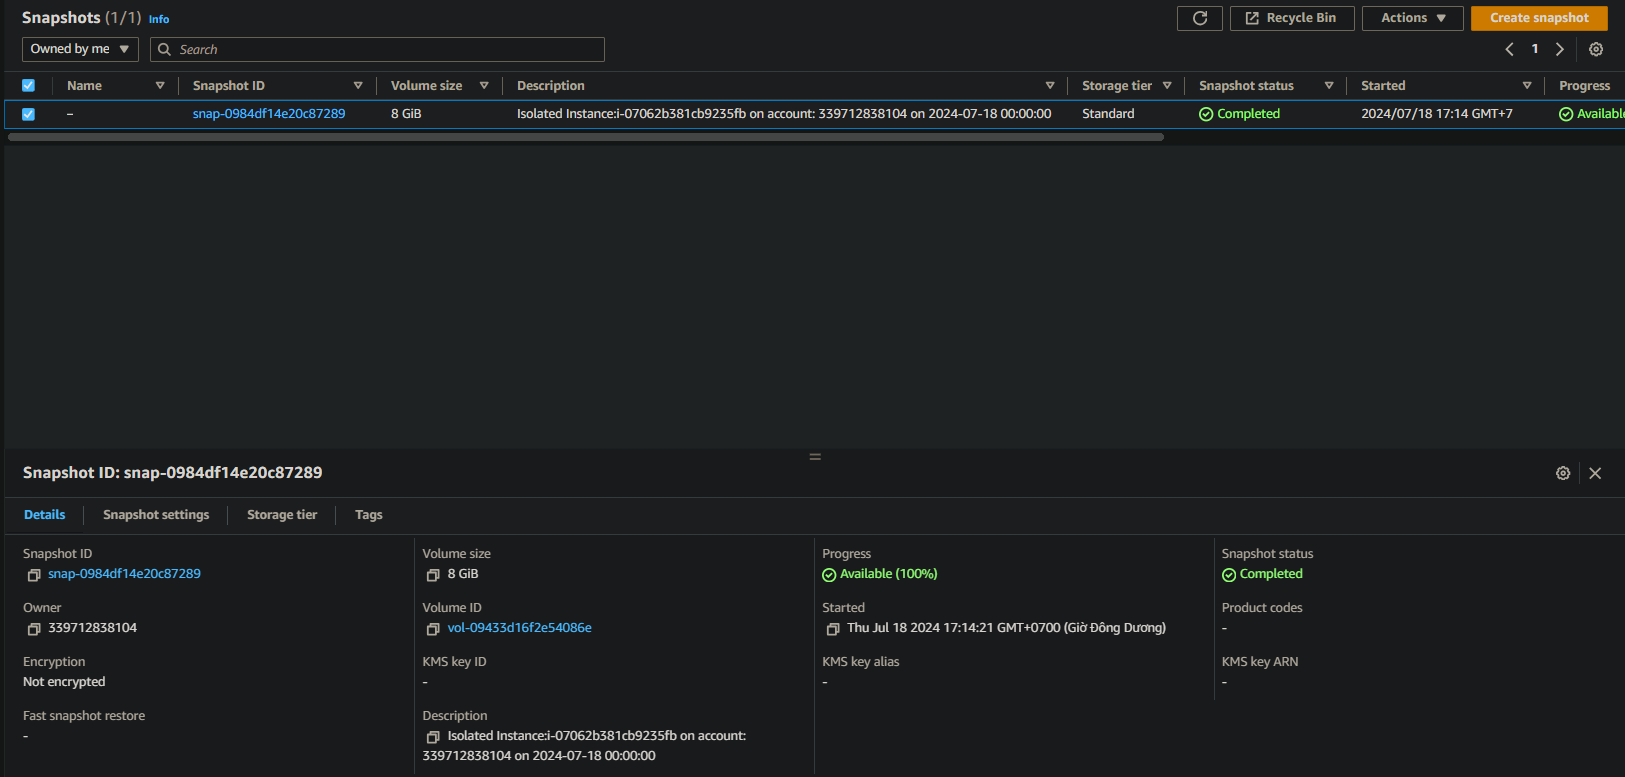 Snapshots (1/1) Info
Recycle Bin Actions Create snapshot
Owned by me Search 1
Name Snapshot ID Volume size Description Storage tier Snapshot status Started Progress
– snap-0984df14e20c87289 8 GiB Isolated Instance:i-07062b381cb9235fb on account: 339712838104 on 2024-07-18 00:00:00 Standard Completed 2024/07/18 17:14 GMT+7 Available
Snapshot ID: snap-0984df14e20c87289
Details Snapshot settings Storage tier Tags
Snapshot ID Volume size Progress Snapshot status
snap-0984df14e20c87289 8 GiB Available (100%) Completed
Owner Volume ID Started Product codes
339712838104 vol-09433d16f2e54086e Thu Jul 18 2024 17:14:21 GMT+0700 (Giờ Đông Dương) -
Encryption KMS key ID KMS key alias KMS key ARN
Not encrypted - - -
Fast snapshot restore Description
- Isolated Instance:i-07062b381cb9235fb on account:
339712838104 on 2024-07-18 00:00:00